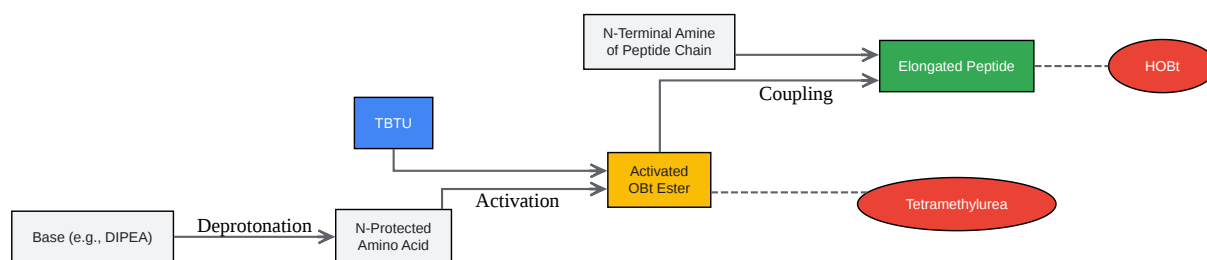 N-Terminal Amine
of Peptide Chain
Elongated Peptide
HOBt
Coupling
TBTU
Activated
OBt Ester
Activation
Tetramethylurea
Base (e.g., DIPEA)
Deprotonation
N-Protected
Amino Acid